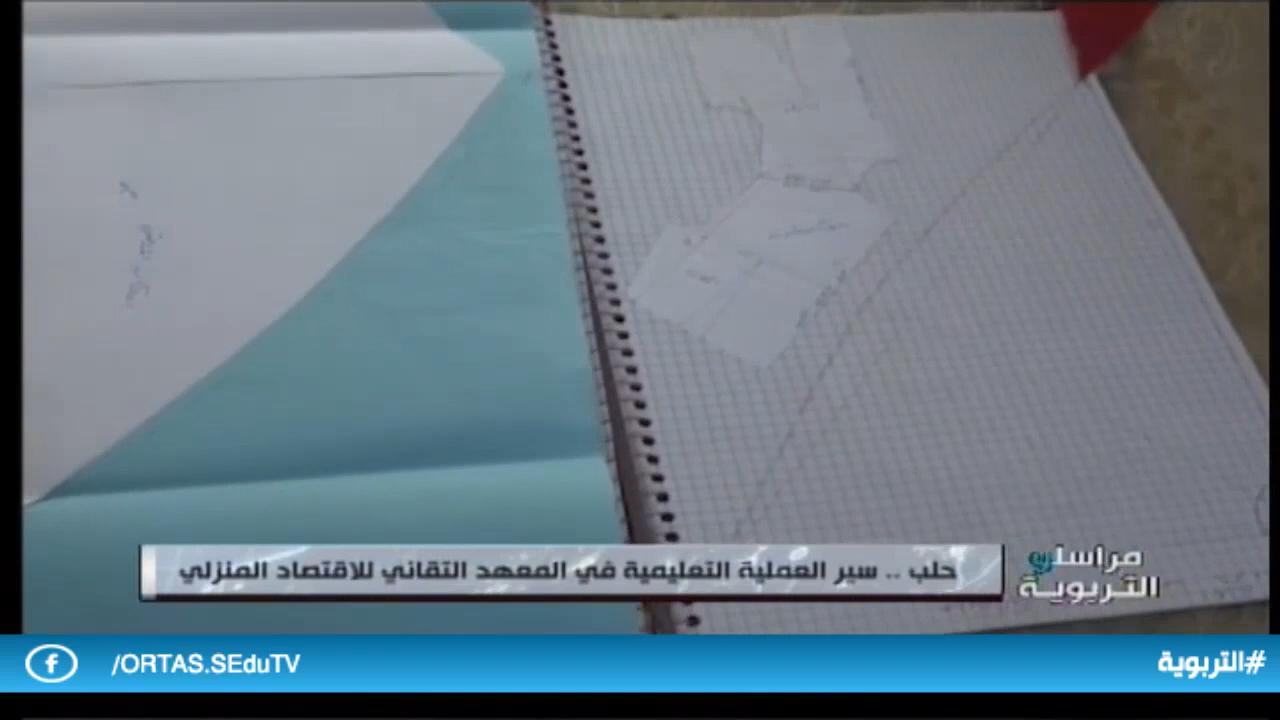 حلب .. سير العملية التعليمية في المعهد التقاني للاقتصاد المنزلي
مراسلو
التربوية
/ORTAS.SEduTV
#التربوية